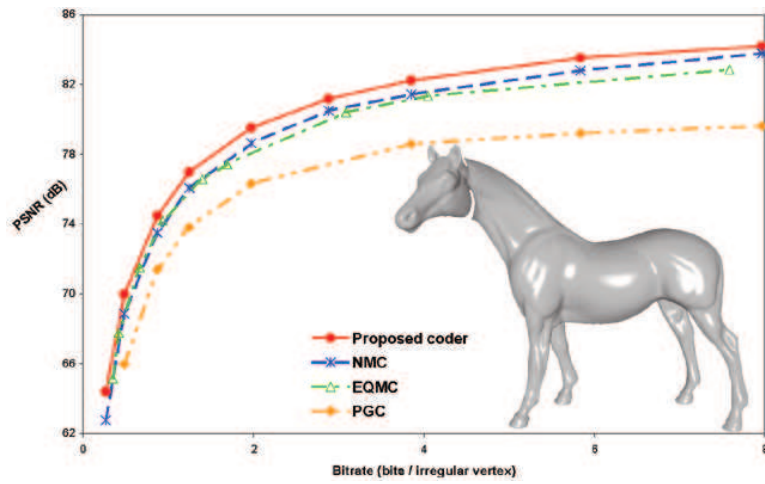 86
82
78
74
70
66
62
PSNR (dB)
Proposed coder
NMC
EQMC
PGC
0 2 4 6 8
Bitrate (bits / irregular vertex)